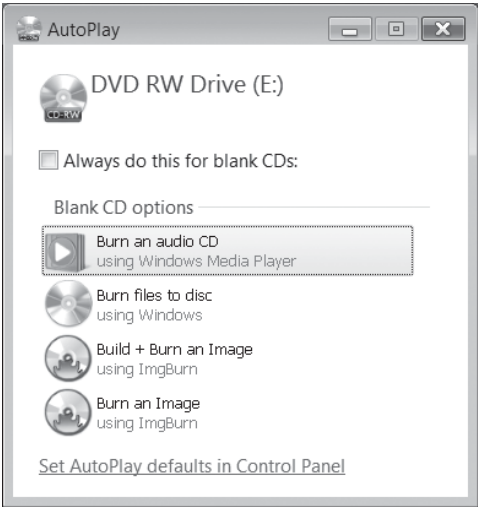 AutoPlay
DVD RW Drive (E:)
CD-RW
Always do this for blank CDs:
Blank CD options
Burn an audio CD
using Windows Media Player
Burn files to disc
using Windows
Build + Burn an Image
using ImgBurn
Burn an Image
using ImgBurn
Set AutoPlay defaults in Control Panel